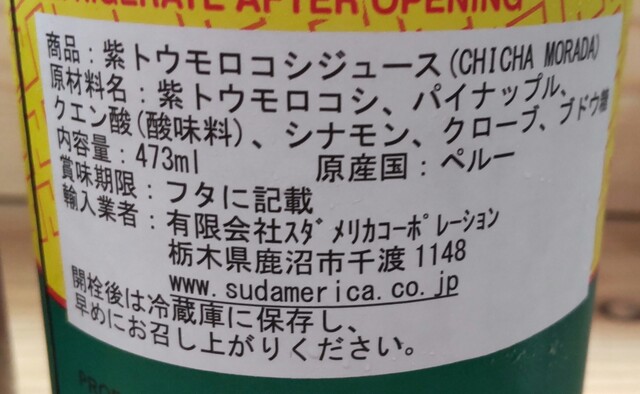 REFRIGERATE AFTER OPENING
商品：紫トウモロコシジュース(CHICHA MORADA)
原材料名：紫トウモロコシ、パイナップル、
クエン酸(酸味料)、シナモン、クローブ、ブドウ糖
内容量：473ml 原産国：ペルー
賞味期限：フタに記載
輸入業者：有限会社ｽﾀﾞﾒﾘｶｺｰﾎﾟﾚｰｼｮﾝ
栃木県鹿沼市千渡1148
www.sudamerica.co.jp
開栓後は冷蔵庫に保存し、
早めにお召し上がりください。